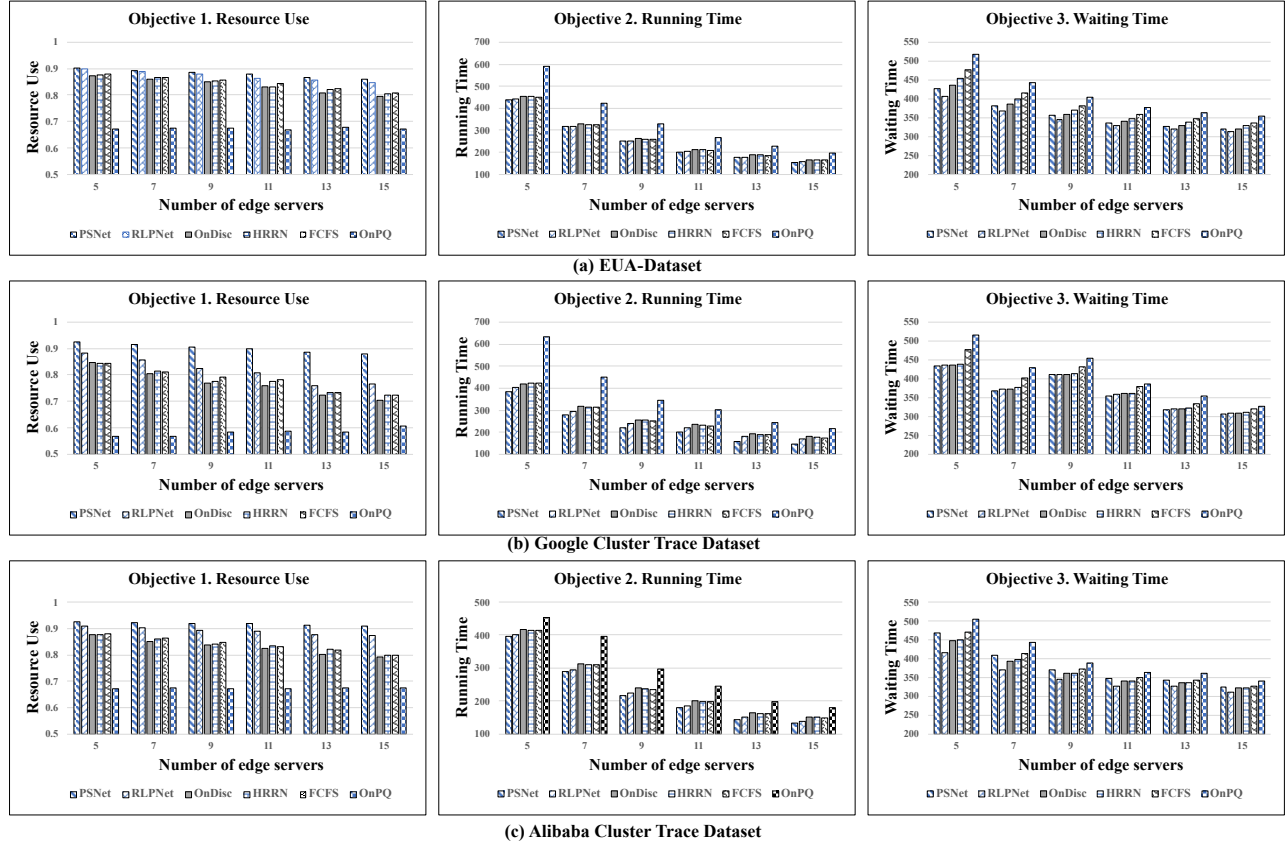 Objective 1. Resource Use
1
0.9
0.8
0.7
0.6
0.5
Resource Use
5 7 9 11 13 15
Number of edge servers
PSNet RLPNet OnDisc HRRN FCFS OnPQ
Objective 2. Running Time
700
600
500
400
300
200
100
Running Time
5 7 9 11 13 15
Number of edge servers
PSNet RLPNet OnDisc HRRN FCFS OnPQ
Objective 3. Waiting Time
550
500
450
400
350
300
250
200
Waiting Time
5 7 9 11 13 15
Number of edge servers
PSNet RLPNet OnDisc HRRN FCFS OnPQ
(a) EUA-Dataset
Objective 1. Resource Use
1
0.9
0.8
0.7
0.6
0.5
Resource Use
5 7 9 11 13 15
Number of edge servers
PSNet RLPNet OnDisc HRRN FCFS OnPQ
Objective 2. Running Time
700
600
500
400
300
200
100
Running Time
5 7 9 11 13 15
Number of edge servers
PSNet RLPNet OnDisc HRRN FCFS OnPQ
Objective 3. Waiting Time
550
500
450
400
350
300
250
200
Waiting Time
5 7 9 11 13 15
Number of edge servers
PSNet RLPNet OnDisc HRRN FCFS OnPQ
(b) Google Cluster Trace Dataset
Objective 1. Resource Use
1
0.9
0.8
0.7
0.6
0.5
Resource Use
5 7 9 11 13 15
Number of edge servers
PSNet RLPNet OnDisc HRRN FCFS OnPQ
Objective 2. Running Time
500
400
300
200
100
Running Time
5 7 9 11 13 15
Number of edge servers
PSNet RLPNet OnDisc HRRN FCFS OnPQ
Objective 3. Waiting Time
550
500
450
400
350
300
250
200
Waiting Time
5 7 9 11 13 15
Number of edge servers
PSNet RLPNet OnDisc HRRN FCFS OnPQ
(c) Alibaba Cluster Trace Dataset